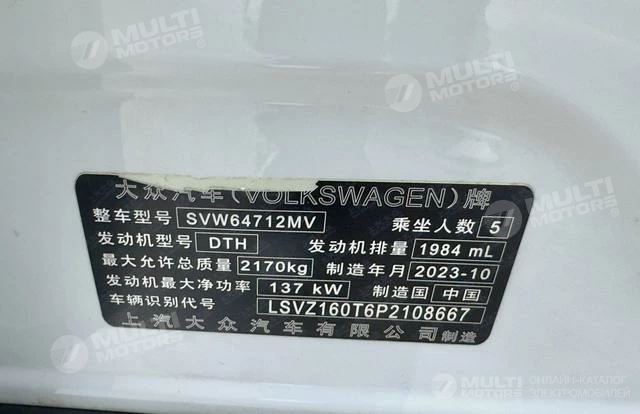 MULTI
MOTORS®
MULTI
MOTORS®
大众汽车(VOLKSWAGEN)牌
整车型号 SVW64712MV 乘坐人数 5
发动机型号 DTH 发动机排量 1984 mL
最大允许总质量 2170kg 制造年月 2023-10
发动机最大净功率 137 kW 制造国 中国
车辆识别代号 LSVZ160T6P2108667
上汽大众汽车有限公司 制造
MULTI
MOTORS
ОНЛАЙН-КАТАЛОГ
ЭЛЕКТРОМОБИЛЕЙ